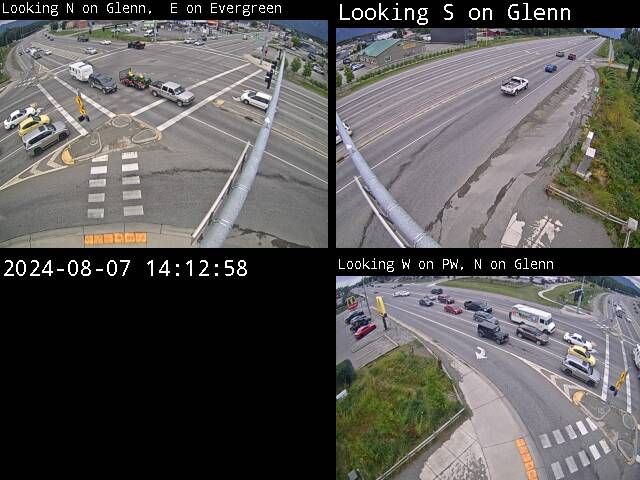 Looking N on Glenn, E on Evergreen
Looking S on Glenn
2024-08-07 14:12:58
Looking W on PW, N on Glenn